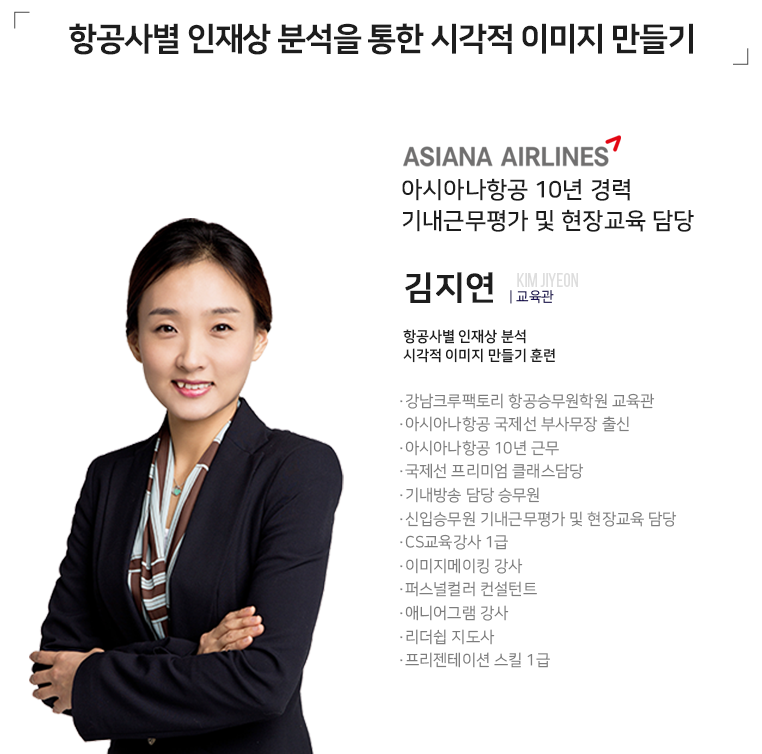 항공사별 인재상 분석을 통한 시각적 이미지 만들기
ASIANA AIRLINES
아시아나항공 10년 경력
기내근무평가 및 현장교육 담당
김지연 | 교육관
KIM JIYEON
항공사별 인재상 분석
시각적 이미지 만들기 훈련
·강남크루팩토리 항공승무원학원 교육관
·아시아나항공 국제선 부사무장 출신
·아시아나항공 10년 근무
·국제선 프리미엄 클래스담당
·기내방송 담당 승무원
·신입승무원 기내근무평가 및 현장교육 담당
·CS교육강사 1급
·이미지메이킹 강사
·퍼스널컬러 컨설턴트
·애니어그램 강사
·리더쉽 지도사
·프리젠테이션 스킬 1급